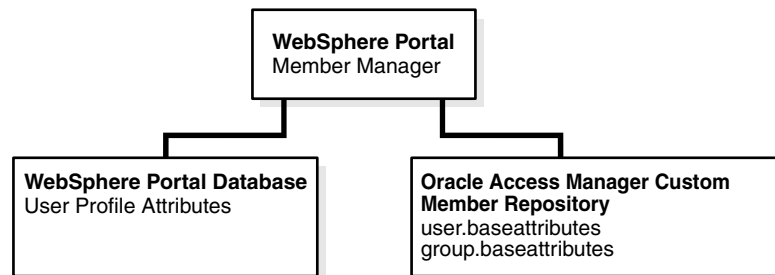 WebSphere Portal
Member Manager
WebSphere Portal Database
User Profile Attributes
Oracle Access Manager Custom
Member Repository
user.baseattributes
group.baseattributes